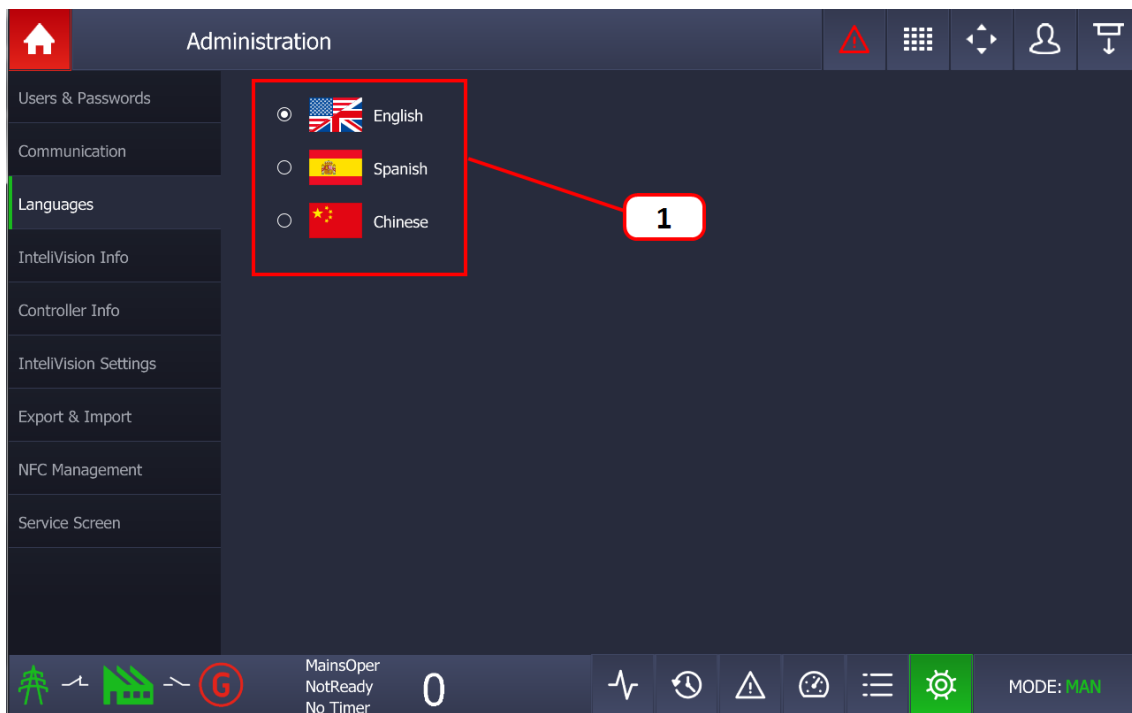 Administration
Users & Passwords
Communication
Languages
InteliVision Info
Controller Info
InteliVision Settings
Export & Import
NFC Management
Service Screen
English
Spanish
Chinese
1
G
MainsOper
NotReady
No Timer
0
MODE: MAN